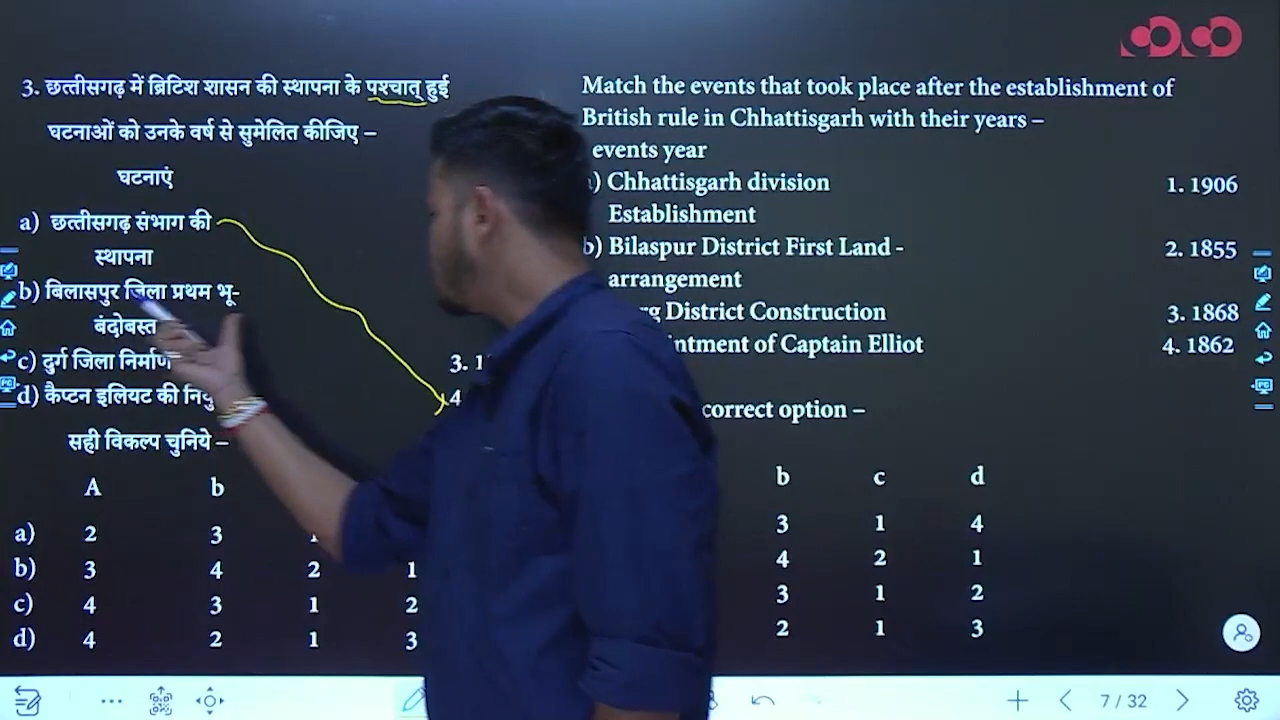 3. छत्तीसगढ़ में ब्रिटिश शासन की स्थापना के पश्चात् हुई
घटनाओं को उनके वर्ष से सुमेलित कीजिए –
घटनाएं
a) छत्तीसगढ़ संभाग की
स्थापना
b) बिलासपुर जिला प्रथम भू-
बंदोबस्त
c) दुर्ग जिला निर्माण
3. 1
d) कैप्टन इलियट की
4
सही विकल्प चुनिये –
A b
a) 2 3
b) 3 4 2 1
c) 4 3 1 2
d) 4 2 1 3
Match the events that took place after the establishment of
British rule in Chhattisgarh with their years –
events year
) Chhattisgarh division 1. 1906
Establishment
b) Bilaspur District First Land - 2. 1855
arrangement
District Construction 3. 1868
of Captain Elliot 4. 1862
correct option –
b c d
3 1 4
4 2 1
3 1 2
2 1 3
7 / 32